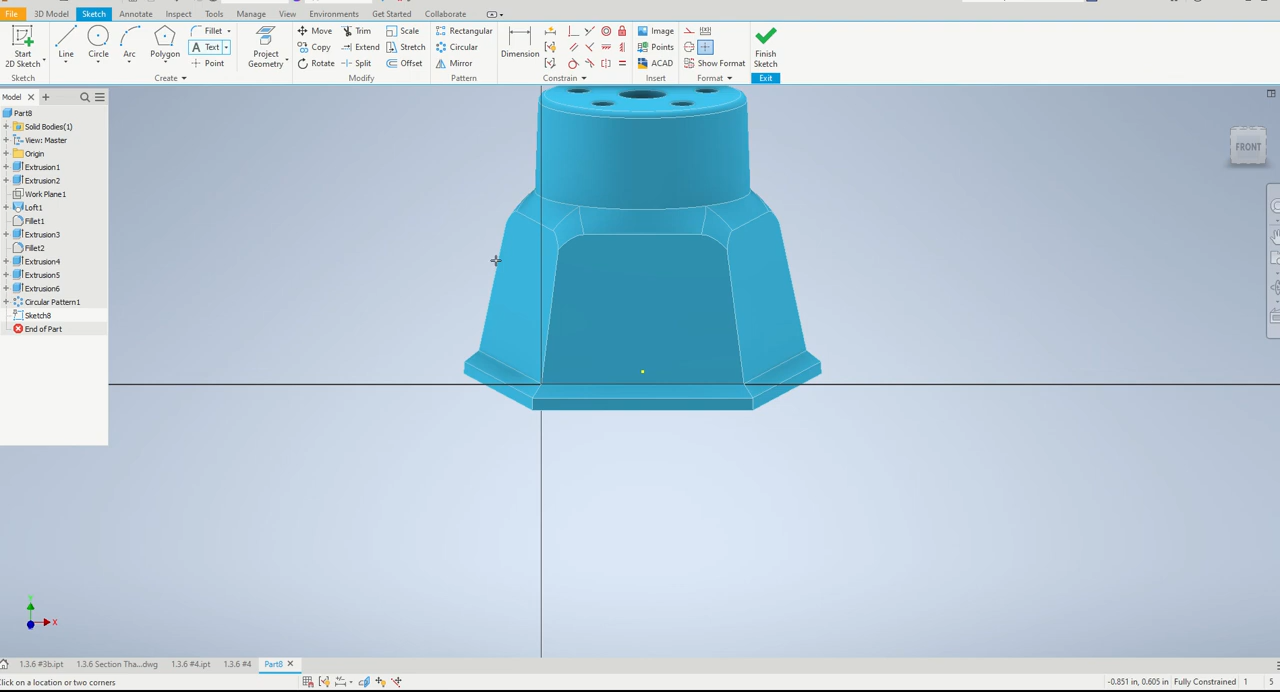 File 3D Model Sketch Annotate Inspect Tools Manage View Environments Get Started Collaborate
Start
2D Sketch
Line
Circle
Arc
Polygon
Fillet
Text
Point
Project
Geometry
Move
Copy
Rotate
Trim
Extend
Split
Scale
Stretch
Offset
Rectangular
Circular
Mirror
Dimension
Image
Points
ACAD
Show Format
Finish
Sketch
Sketch Create Modify Pattern Constrain Insert Format Exit
Model
Part8
Solid Bodies(1)
View: Master
Origin
Extrusion1
Extrusion2
Work Plane1
Loft1
Fillet1
Extrusion3
Fillet2
Extrusion4
Extrusion5
Extrusion6
Circular Pattern1
Sketch8
End of Part
FRONT
Y
X
1.3.6 #3b.ipt 1.3.6 Section Tha...dwg 1.3.6 #4.ipt 1.3.6 #4 Part8
Click on a location or two corners
-0.851 in, 0.605 in Fully Constrained 1 5